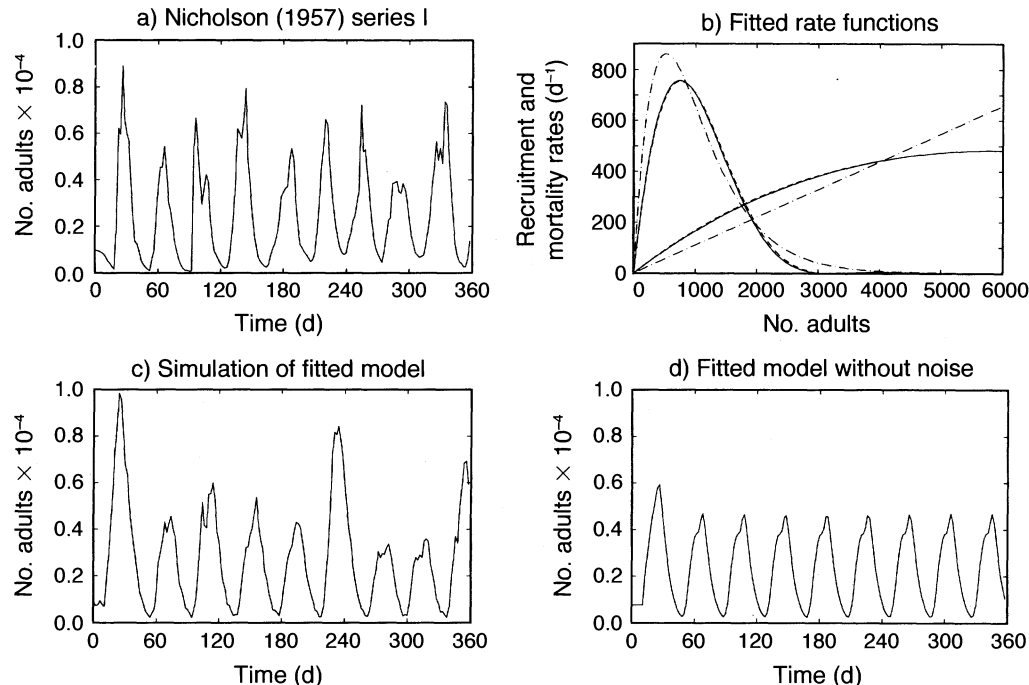 a) Nicholson (1957) series I
No. adults × 10⁻⁴
1.0
0.8
0.6
0.4
0.2
0.0
0 60 120 180 240 300 360
Time (d)
b) Fitted rate functions
Recruitment and
mortality rates (d⁻¹)
800
600
400
200
0
0 1000 2000 3000 4000 5000 6000
No. adults
c) Simulation of fitted model
No. adults × 10⁻⁴
1.0
0.8
0.6
0.4
0.2
0.0
0 60 120 180 240 300 360
Time (d)
d) Fitted model without noise
No. adults × 10⁻⁴
1.0
0.8
0.6
0.4
0.2
0.0
0 60 120 180 240 300 360
Time (d)